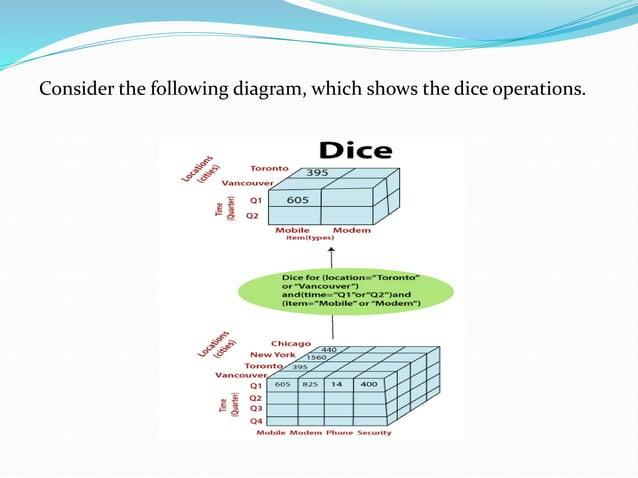 Consider the following diagram, which shows the dice operations.
Dice
Locations
(cities)
Toronto
395
Vancouver
Time
(Quarter)
Q1
605
Q2
Mobile Modem
item(types)
Dice for (location="Toronto"
or "Vancouver")
and(time="Q1"or"Q2")and
(item="Mobile" or "Modem")
Locations
(cities)
Chicago
440
New York
1560
Toronto
395
Vancouver
Time
(Quarter)
Q1
605 825 14 400
Q2
Q3
Q4
Mobile Modem Phone Security